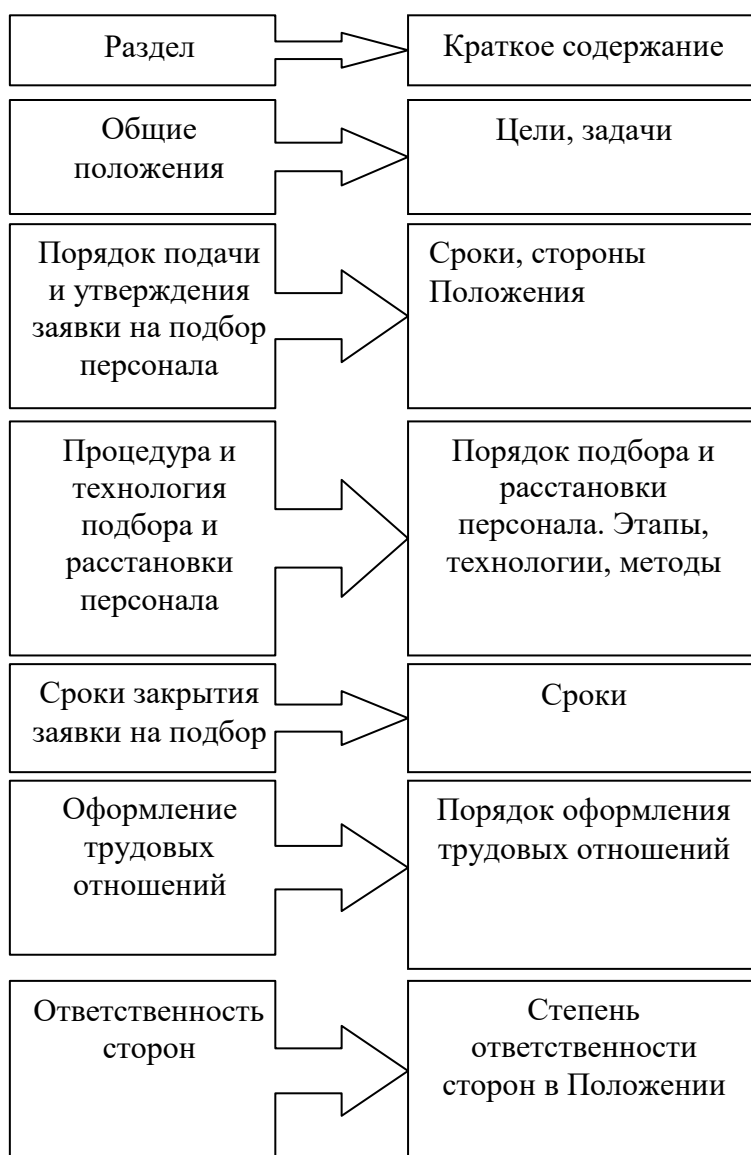 Раздел
Краткое содержание
Общие
положения
Цели, задачи
Порядок подачи
и утверждения
заявки на подбор
персонала
Сроки, стороны
Положения
Процедура и
технология
подбора и
расстановки
персонала
Порядок подбора и
расстановки
персонала. Этапы,
технологии, методы
Сроки закрытия
заявки на подбор
Сроки
Оформление
трудовых
отношений
Порядок оформления
трудовых отношений
Ответственность
сторон
Степень
ответственности
сторон в Положении